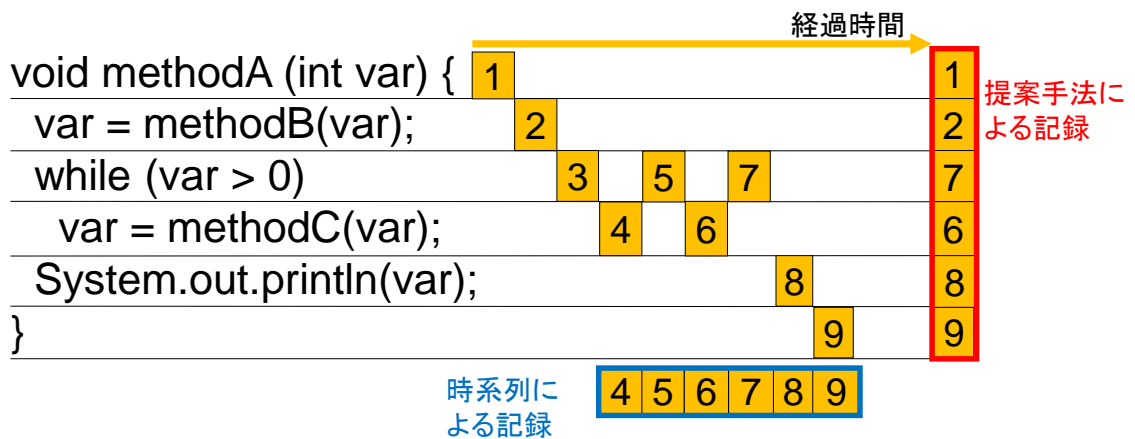 経過時間
void methodA (int var) { 1 1
提案手法に
による記録
var = methodB(var); 2 2
while (var > 0) 3 5 7 7
var = methodC(var); 4 6 6
System.out.println(var); 8 8
} 9 9
時系列に
よる記録
4 5 6 7 8 9